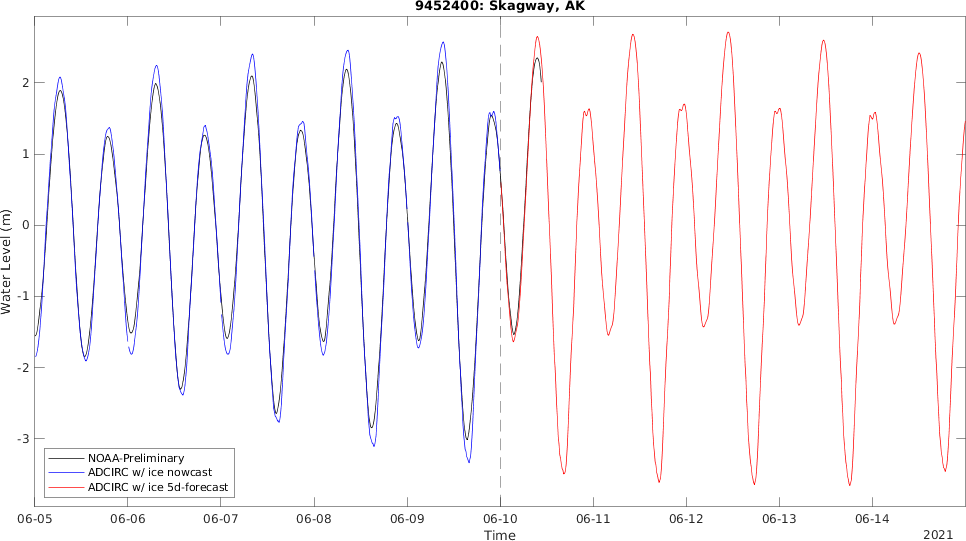 9452400: Skagway, AK
Water Level (m)
2
1
0
-1
-2
-3
NOAA-Preliminary
ADCIRC w/ ice nowcast
ADCIRC w/ ice 5d-forecast
06-05 06-06 06-07 06-08 06-09 06-10 06-11 06-12 06-13 06-14
Time
2021